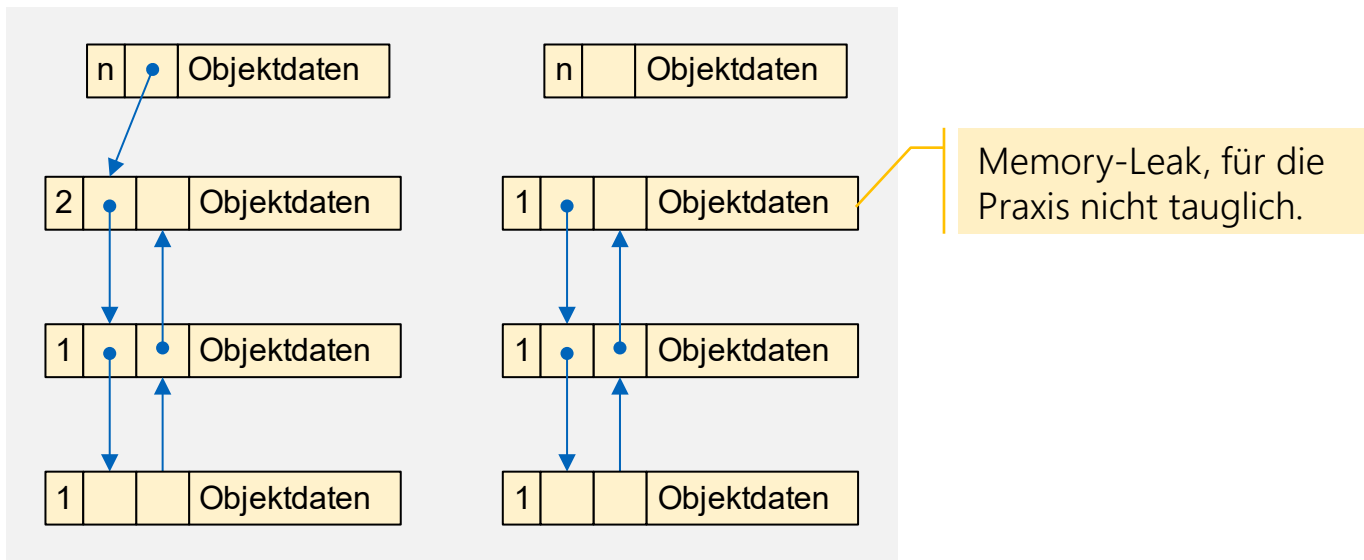 n Objektdaten
n Objektdaten
2 Objektdaten
1 Objektdaten
Memory-Leak, für die
Praxis nicht tauglich.
1 Objektdaten
1 Objektdaten
1 Objektdaten
1 Objektdaten